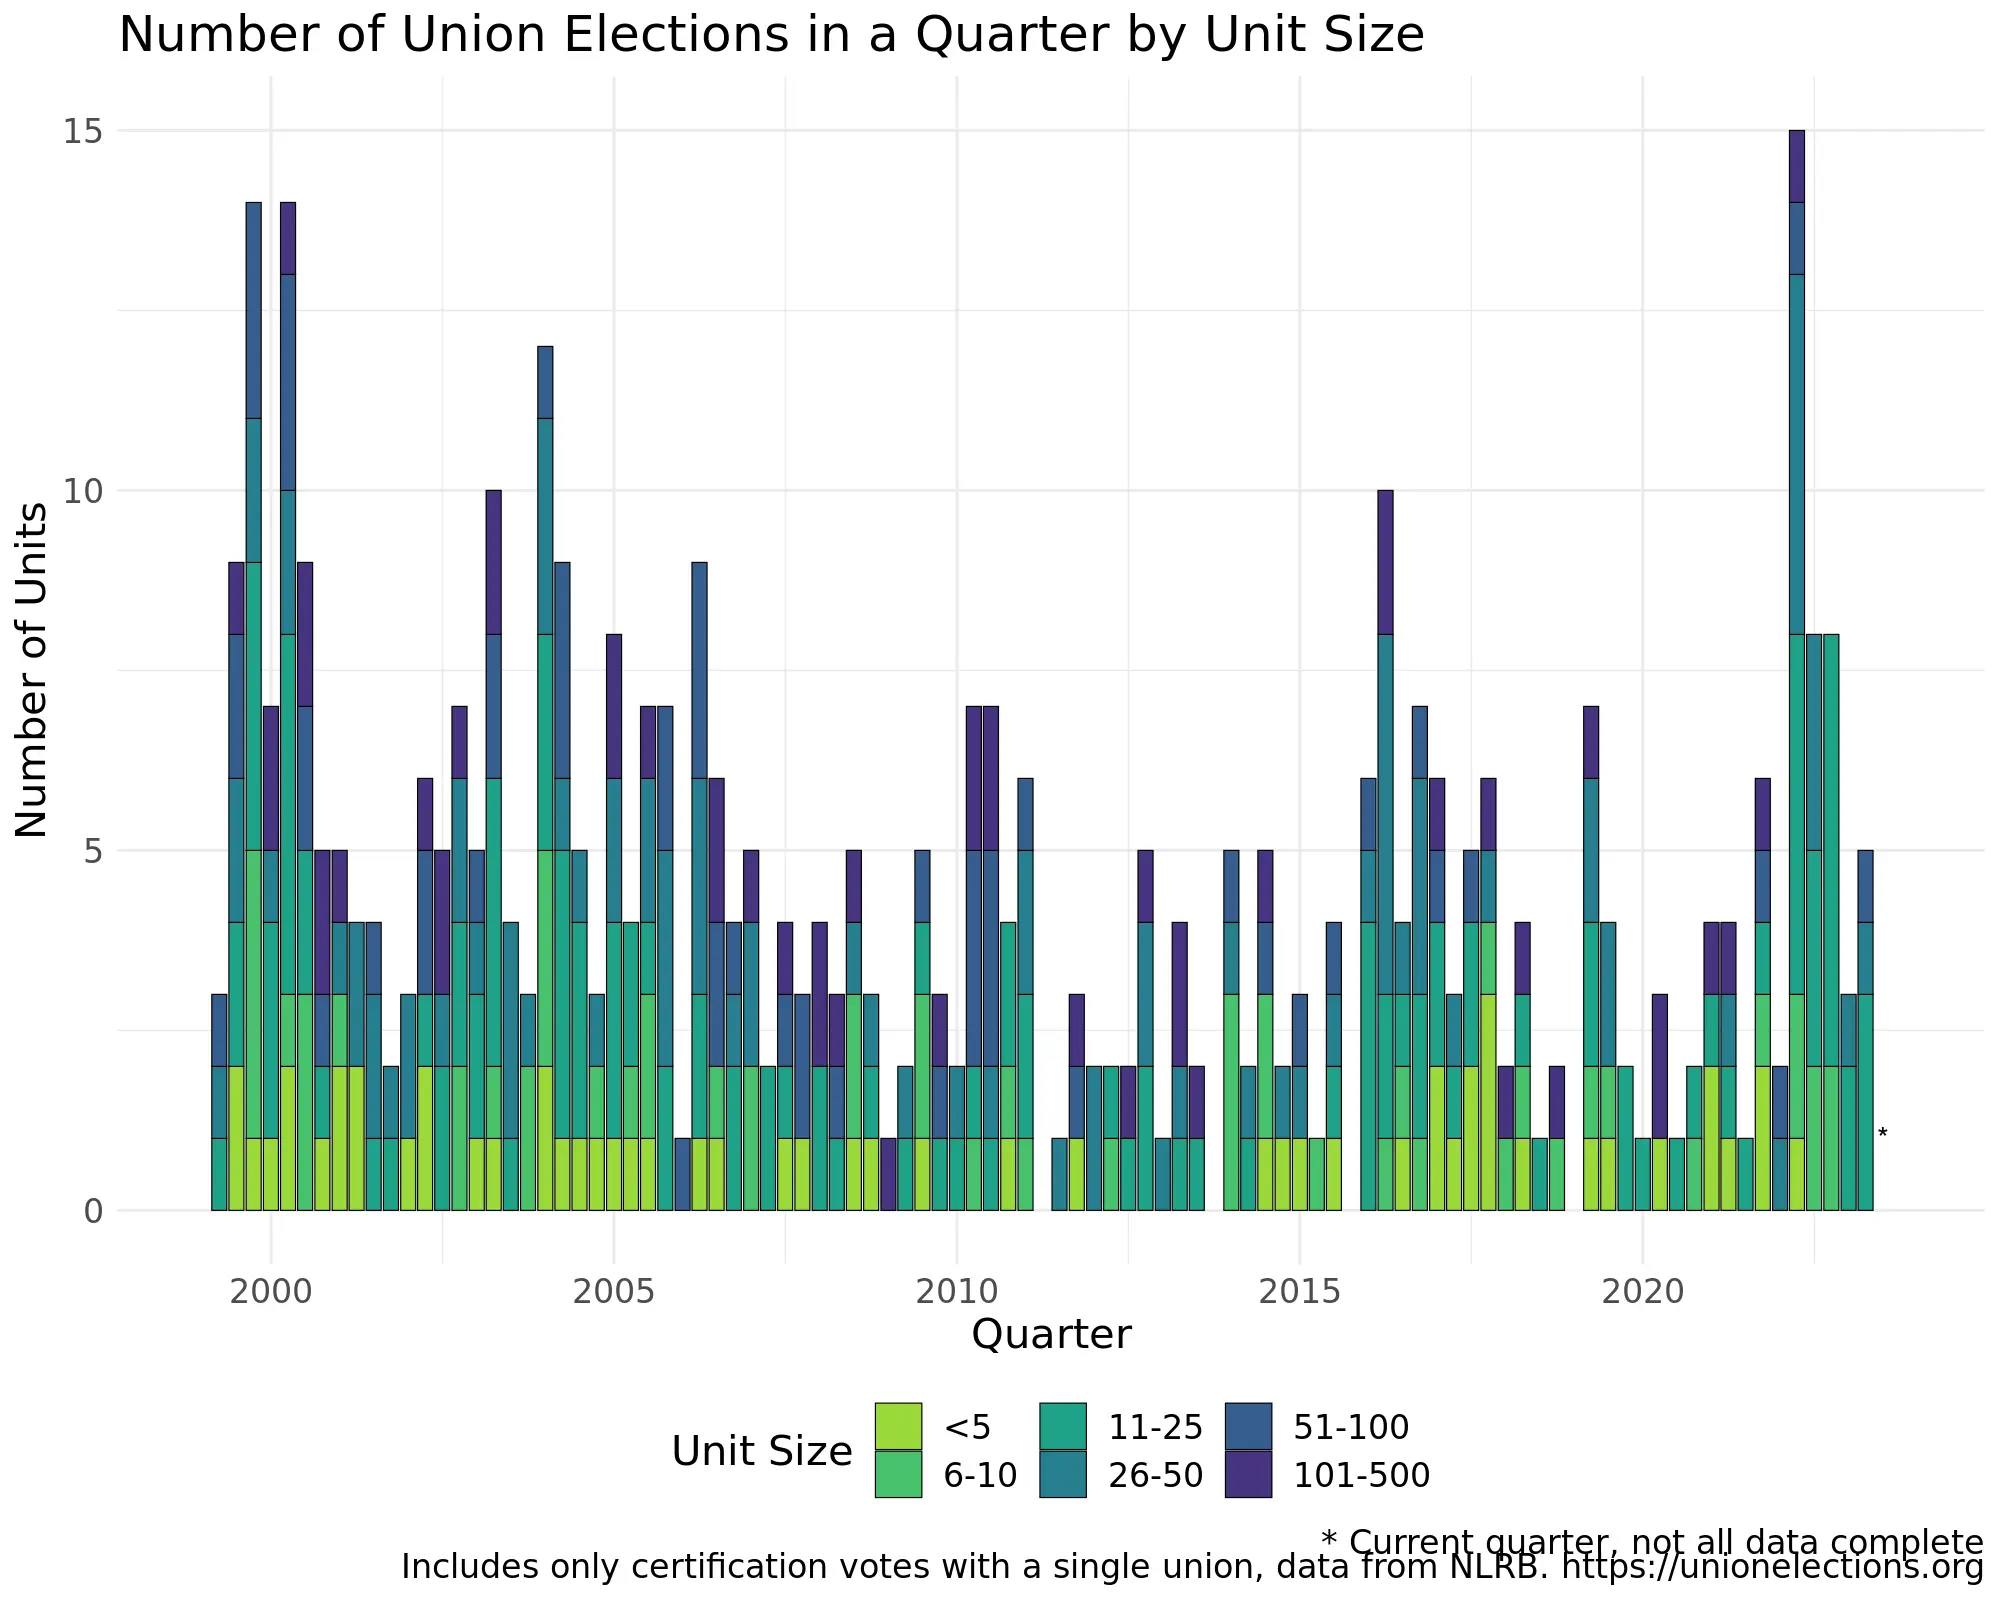 Number of Union Elections in a Quarter by Unit Size
Number of Units
15
10
5
0
2000 2005 2010 2015 2020
*
Quarter
Unit Size
<5 11-25 51-100
6-10 26-50 101-500
* Current quarter, not all data complete
Includes only certification votes with a single union, data from NLRB. https://unionelections.org